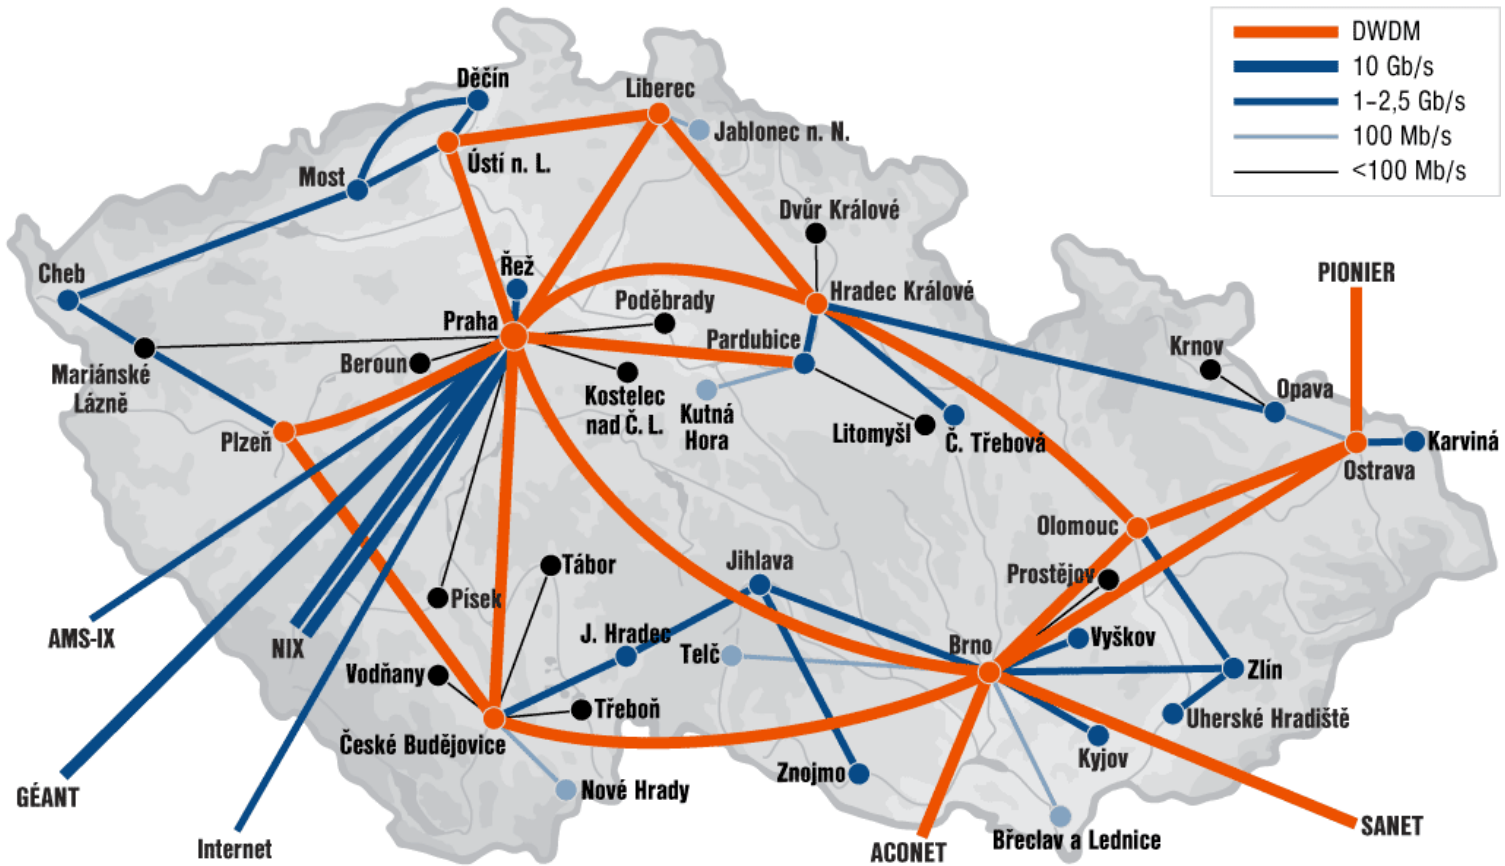 DWDM
10 Gb/s
1–2,5 Gb/s
100 Mb/s
<100 Mb/s
Děčín
Liberec
Jablonec n. N.
Ústí n. L.
Most
Dvůr Králové
Řež
Cheb
PIONIER
Hradec Králové
Poděbrady
Praha
Pardubice
Krnov
Beroun
Mariánské
Lázně
Kostelec
nad Č. L.
Kutná
Hora
Opava
Litomyšl
Č. Třebová
Plzeň
Karviná
Ostrava
Olomouc
Jihlava
Tábor
Prostějov
Písek
AMS-IX
NIX
J. Hradec
Telč
Brno
Vyškov
Vodňany
Zlín
Třeboň
Uherské Hradiště
České Budějovice
Kyjov
Znojmo
Nové Hrady
GÉANT
SANET
Břeclav a Lednice
Internet
ACONET